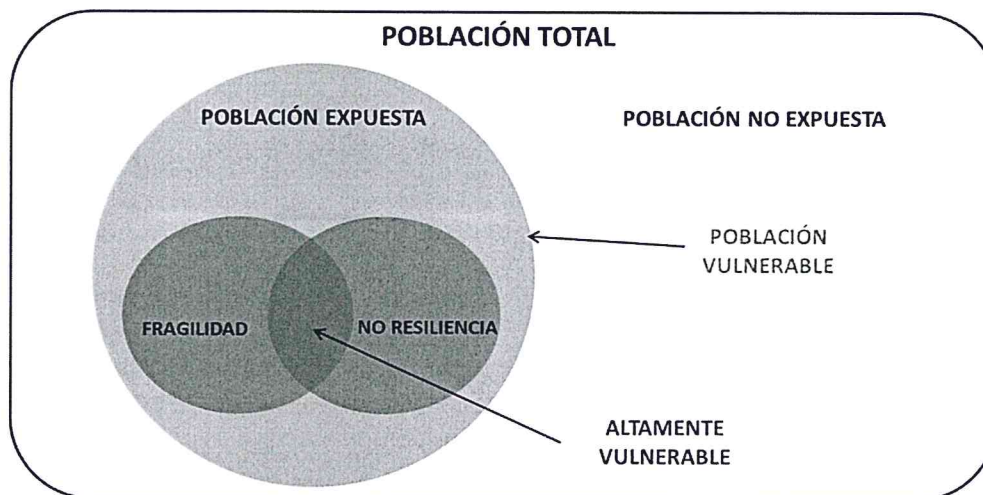 POBLACIÓN TOTAL
POBLACIÓN EXPUESTA
POBLACIÓN NO EXPUESTA
POBLACIÓN
VULNERABLE
FRAGILIDAD
NO RESILIENCIA
ALTAMENTE
VULNERABLE